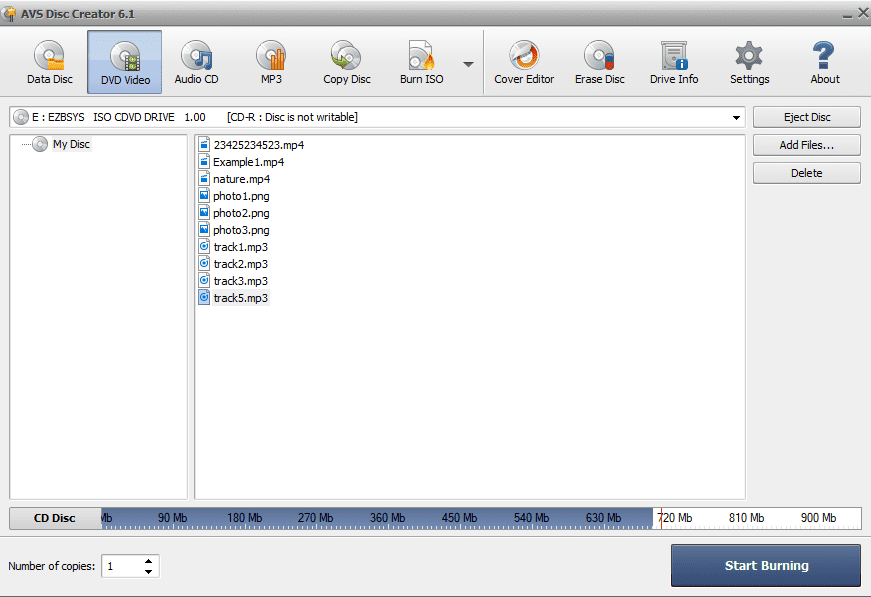 AVS Disc Creator 6.1
Data Disc DVD Video Audio CD MP3 Copy Disc Burn ISO Cover Editor Erase Disc Drive Info Settings About
E : EZBSYS ISO CDVD DRIVE 1.00 [CD-R : Disc is not writable] Eject Disc
My Disc
Add Files...
Delete
23425234523.mp4
Example1.mp4
nature.mp4
photo1.png
photo2.png
photo3.png
track1.mp3
track2.mp3
track3.mp3
track5.mp3
CD Disc Mb 90 Mb 180 Mb 270 Mb 360 Mb 450 Mb 540 Mb 630 Mb 720 Mb 810 Mb 900 Mb
Number of copies: 1 Start Burning